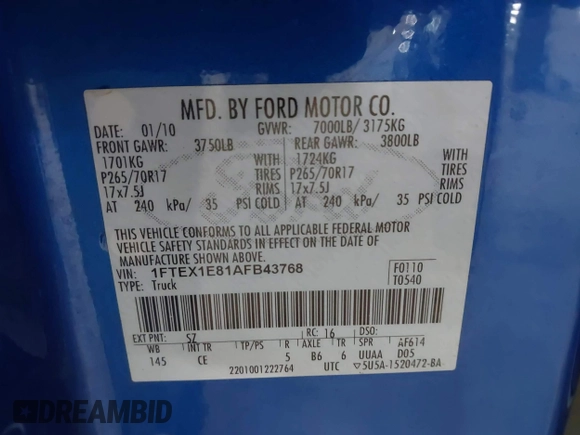 MFD. BY FORD MOTOR CO.
DATE: 01/10 GVWR: 7000LB/ 3175KG
FRONT GAWR: 3750LB REAR GAWR: 3800LB
1701KG WITH 1724KG WITH
P265/70R17 TIRES P265/70R17 TIRES
17x7.5J RIMS 17x7.5J RIMS
AT 240 kPa/ 35 PSI COLD AT 240 kPa/ 35 PSI COLD
THIS VEHICLE CONFORMS TO ALL APPLICABLE FEDERAL MOTOR
VEHICLE SAFETY STANDARDS IN EFFECT ON THE DATE OF
MANUFACTURE SHOWN ABOVE.
VIN: 1FTEX1E81AFB43768 F0110
TYPE: Truck T0540
EXT PNT: SZ RC: 16 DSO:
WB INT TR TP/PS R AXLE TR SPR AF614
145 CE 5 B6 6 UUAA D05
2201001222764 UTC ▽5U5A-1520472-BA
DREAMBID